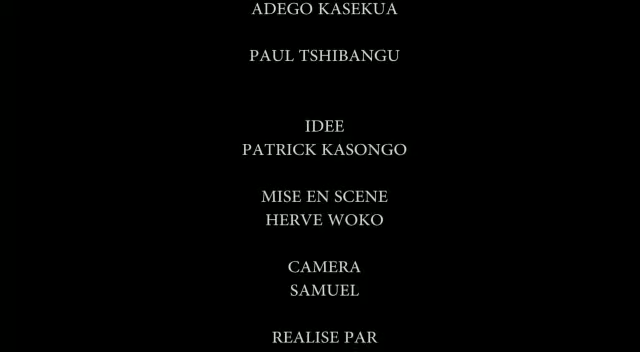 ADEGO KASEKUA
PAUL TSHIBANGU
IDEE
PATRICK KASONGO
MISE EN SCENE
HERVE WOKO
CAMERA
SAMUEL
REALISE PAR